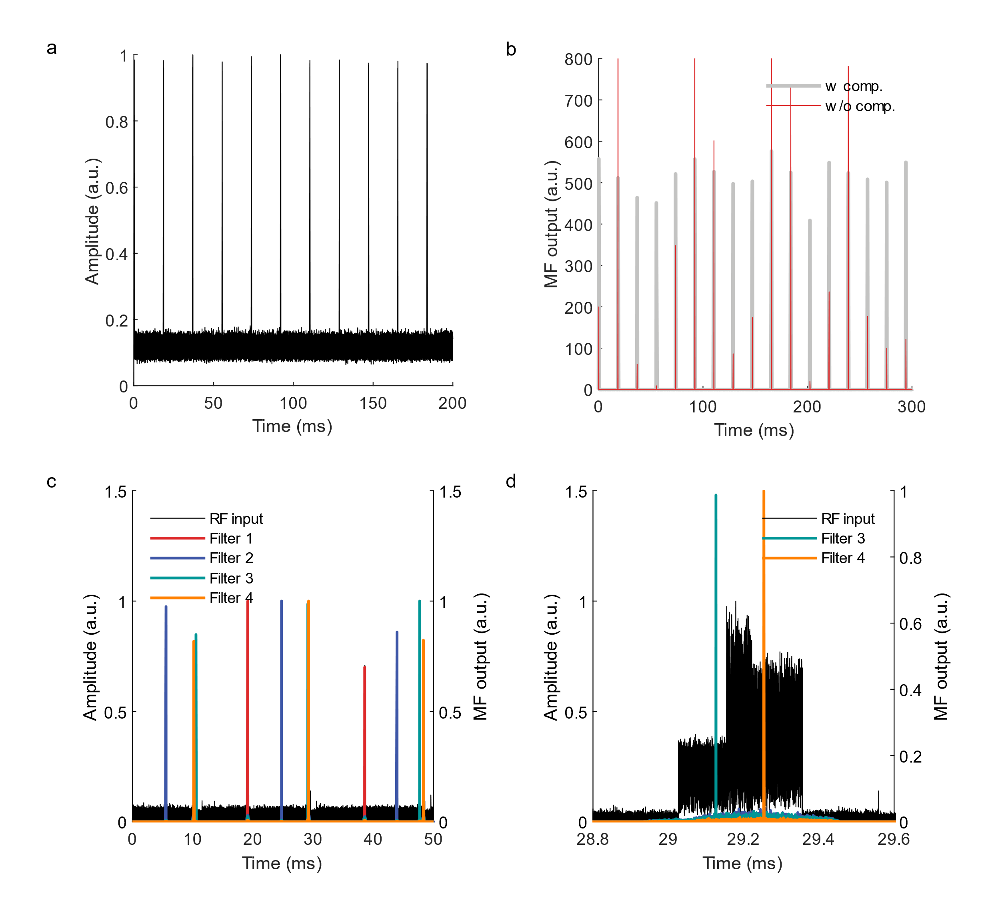 a
1
0.8
0.6
0.4
0.2
0
Amplitude (a.u.)
0 50 100 150 200
Time (ms)
b
800
700
600
500
400
300
200
100
0
MF output (a.u.)
w comp.
w/o comp.
0 100 200 300
Time (ms)
c
1.5
1
0.5
0
Amplitude (a.u.)
RF input
Filter 1
Filter 2
Filter 3
Filter 4
1.5
1
0.5
0
MF output (a.u.)
0 10 20 30 40 50
Time (ms)
d
1.5
1
0.5
0
Amplitude (a.u.)
RF input
Filter 3
Filter 4
1
0.8
0.6
0.4
0.2
0
MF output (a.u.)
28.8 29 29.2 29.4 29.6
Time (ms)